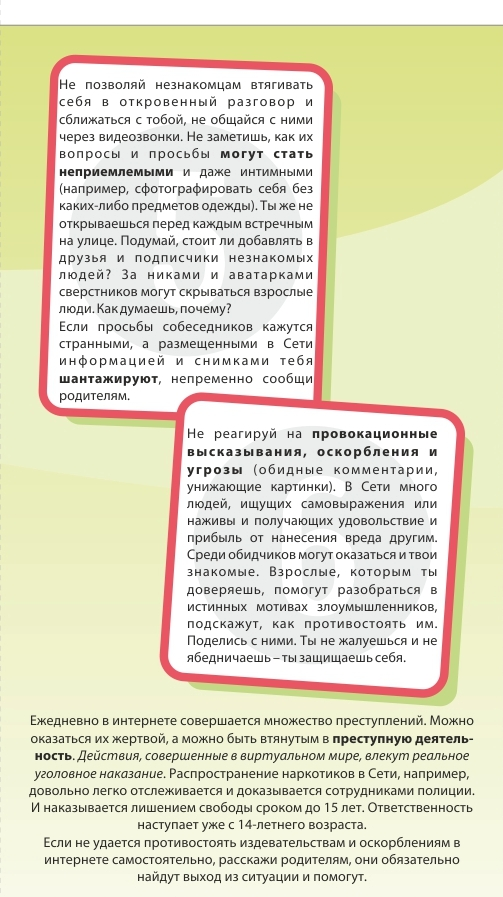 Не позволяй незнакомцам втягивать
себя в откровенный разговор и
сближаться с тобой, не общайся с ними
через видеозвонки. Не заметишь, как их
вопросы и просьбы могут стать
неприемлемыми и даже интимными
(например, сфотографировать себя без
каких-либо предметов одежды). Ты же не
открываешься перед каждым встречным
на улице. Подумай, стоит ли добавлять в
друзья и подписчики незнакомых
людей? За никами и аватарками
сверстников могут скрываться взрослые
люди. Как думаешь, почему?
Если просьбы собеседников кажутся
странными, а размещенными в Сети
информацией и снимками тебя
шантажируют, непременно сообщи
родителям.
6
Не реагируй на провокационные
высказывания, оскорбления и
угрозы (обидные комментарии,
унижающие картинки). В Сети много
людей, ищущих самовыражения или
наживы и получающих удовольствие и
прибыль от нанесения вреда другим.
Среди обидчиков могут оказаться и твои
знакомые. Взрослые, которым ты
доверяешь, помогут разобраться в
истинных мотивах злоумышленников,
подскажут, как противостоять им.
Поделись с ними. Ты не жалуешься и не
ябедничаешь – ты защищаешь себя.
Ежедневно в интернете совершается множество преступлений. Можно
оказаться их жертвой, а можно быть втянутым в преступную деятель-
ность. Действия, совершенные в виртуальном мире, влекут реальное
уголовное наказание. Распространение наркотиков в Сети, например,
довольно легко отслеживается и доказывается сотрудниками полиции.
И наказывается лишением свободы сроком до 15 лет. Ответственность
наступает уже с 14-летнего возраста.
Если не удается противостоять издевательствам и оскорблениям в
интернете самостоятельно, расскажи родителям, они обязательно
найдут выход из ситуации и помогут.